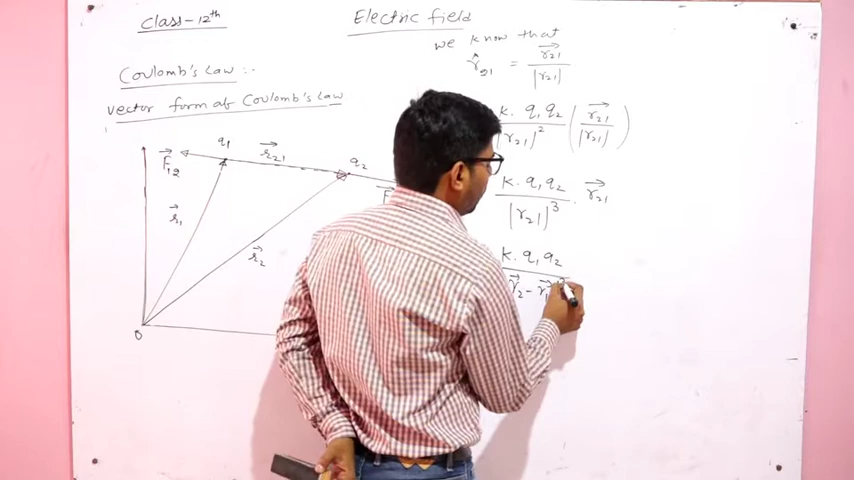 Class-12th
Electric field
we know that
r̂21 = r⃗21 / |r21|
Coulomb's Law :-
vector form of Coulomb's Law
K. q1 q2 / |r21|^2 (r⃗21 / |r21|)
F⃗12
q1
r⃗21
q2
F
K. q1 q2 / |r21|^3 . r⃗21
r⃗1
r⃗2
K. q1 q2
r⃗2 - r⃗1
O